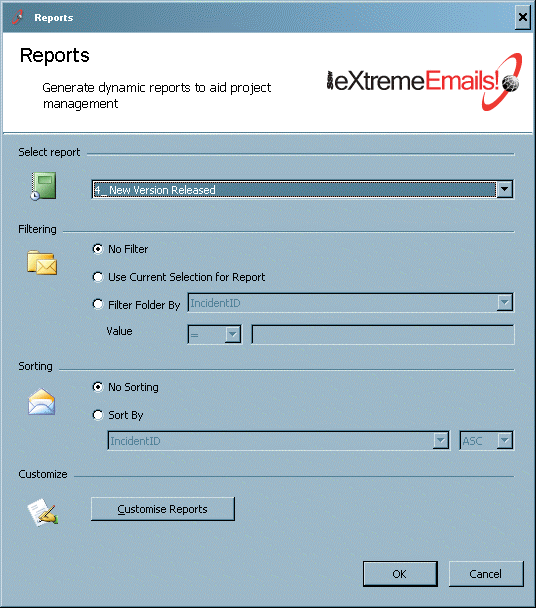 Reports
Reports
Generate dynamic reports to aid project
management
eXtremeEmails!
Select report
4_ New Version Released
Filtering
No Filter
Use Current Selection for Report
Filter Folder By
IncidentID
Value
=
Sorting
No Sorting
Sort By
IncidentID
ASC
Customize
Customise Reports
OK
Cancel